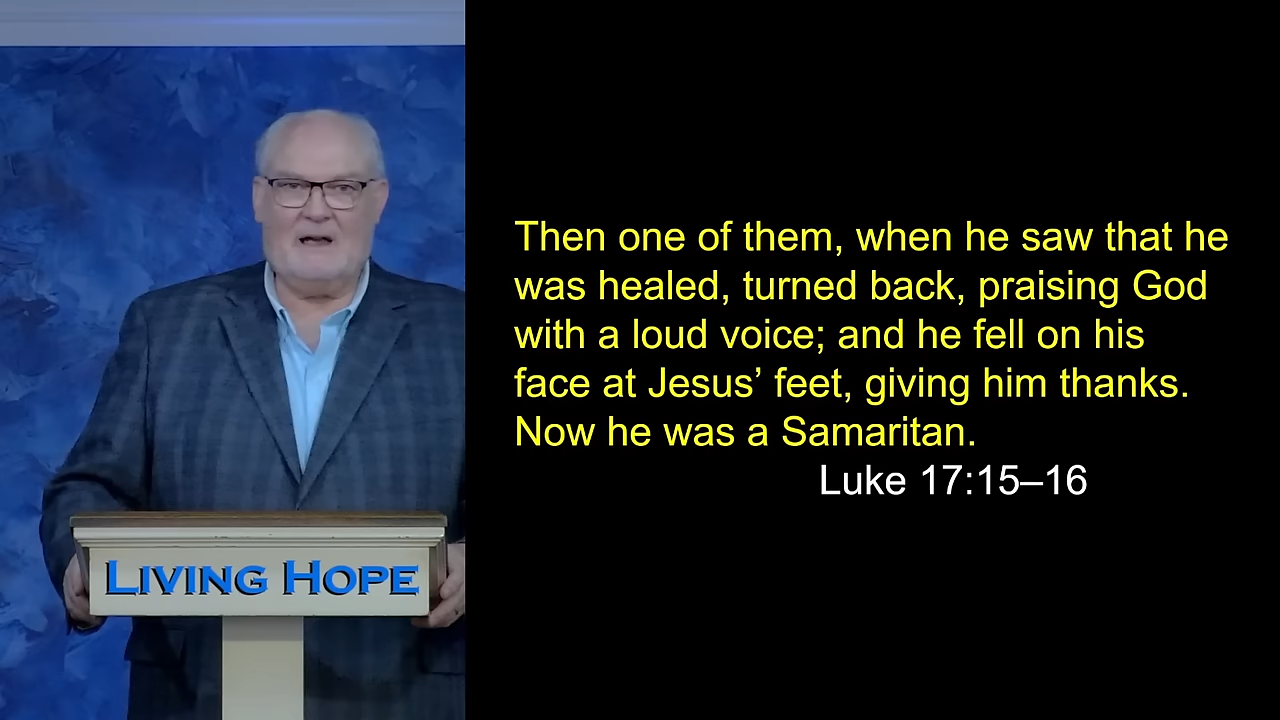 Then one of them, when he saw that he
was healed, turned back, praising God
with a loud voice; and he fell on his
face at Jesus’ feet, giving him thanks.
Now he was a Samaritan.
Luke 17:15–16
LIVING HOPE